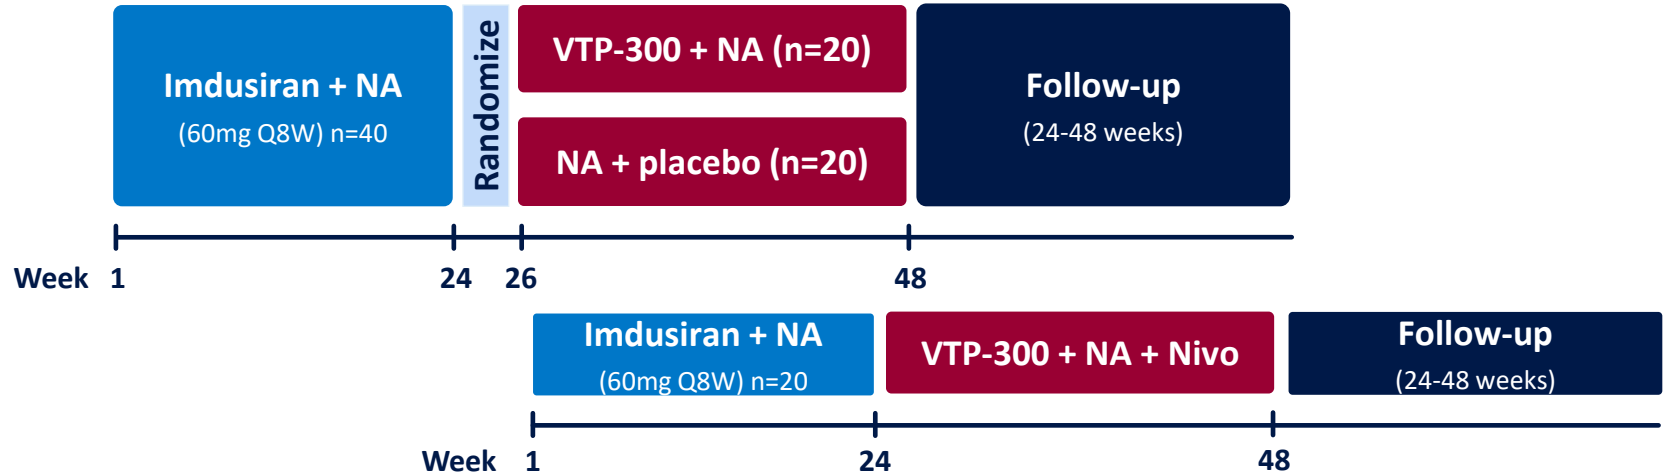 Imdusiran + NA
(60mg Q8W) n=40
Randomize
VTP-300 + NA (n=20)
NA + placebo (n=20)
Follow-up
(24-48 weeks)
Week 1 24 26 48
Imdusiran + NA
(60mg Q8W) n=20
VTP-300 + NA + Nivo
Follow-up
(24-48 weeks)
Week 1 24 48